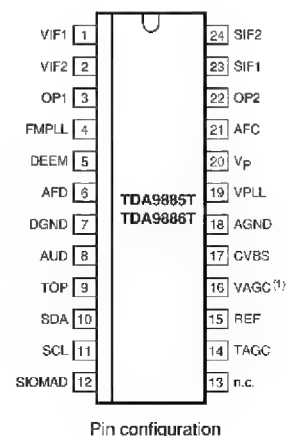 VIF1 1
VIF2 2
OP1 3
FMPLL 4
DEEM 5
AFD 6
DGND 7
AUD 8
TOP 9
SDA 10
SCL 11
SIOMAD 12
TDA9885T
TDA9886T
24 SIF2
23 SIF1
22 OP2
21 AFC
20 VP
19 VPLL
18 AGND
17 CVBS
16 VAGC(1)
15 REF
14 TAGC
13 n.c.
Pin configuration